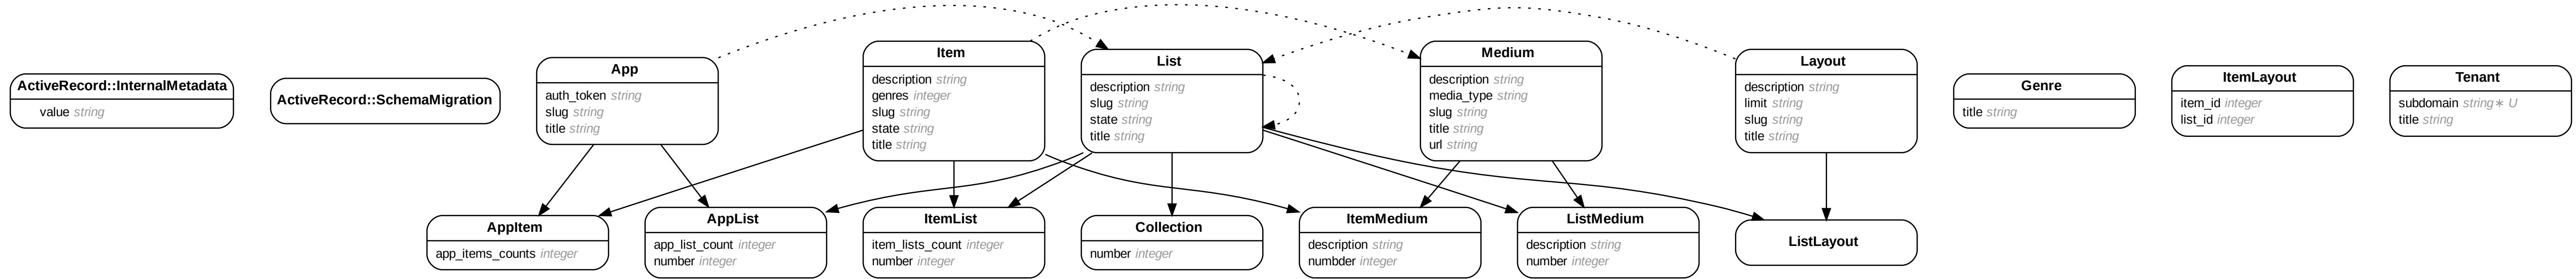 ActiveRecord::InternalMetadata
value string
ActiveRecord::SchemaMigration
App
auth_token string
slug string
title string
Item
description string
genres integer
slug string
state string
title string
List
description string
slug string
state string
title string
Medium
description string
media_type string
slug string
title string
url string
Layout
description string
limit string
slug string
title string
Genre
title string
ItemLayout
item_id integer
list_id integer
Tenant
subdomain string∗ U
title string
AppItem
app_items_counts integer
AppList
app_list_count integer
number integer
ItemList
item_lists_count integer
number integer
Collection
number integer
ItemMedium
description string
numbder integer
ListMedium
description string
number integer
ListLayout